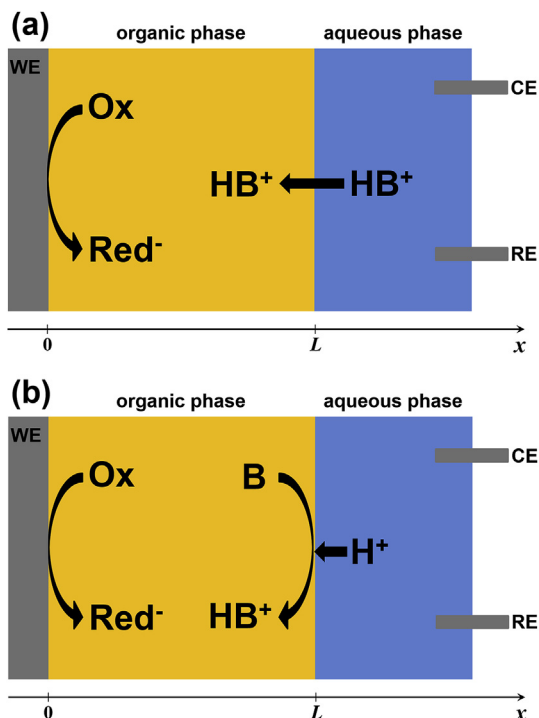 (a)
organic phase aqueous phase
WE
CE
Ox
HB⁺ HB⁺
Red⁻
RE
0 L x
(b)
organic phase aqueous phase
WE
CE
Ox B
H⁺
Red⁻ HB⁺
RE
0 L x